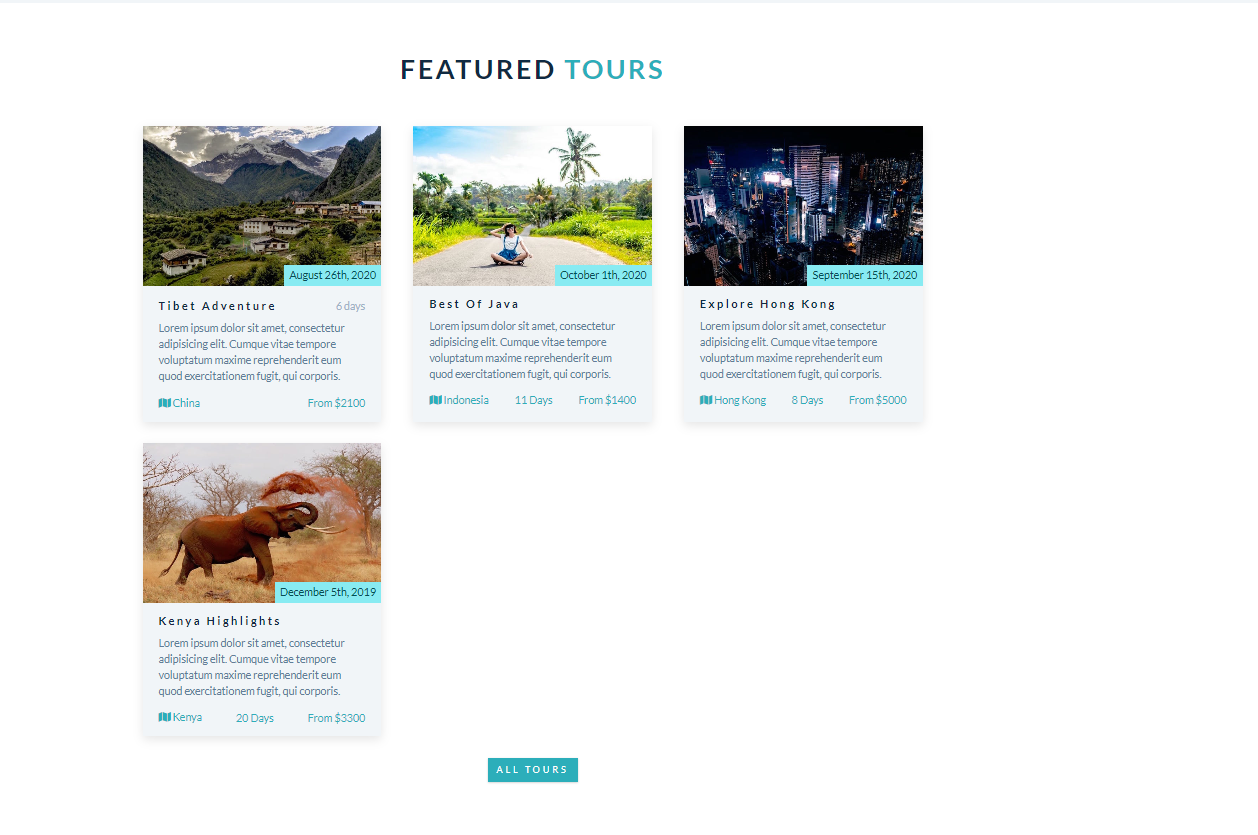 FEATURED TOURS
August 26th, 2020
Tibet Adventure 6 days
Lorem ipsum dolor sit amet, consectetur
adipisicing elit. Cumque vitae tempore
voluptatum maxime reprehenderit eum
quod exercitationem fugit, qui corporis.
China From $2100
October 1th, 2020
Best Of Java
Lorem ipsum dolor sit amet, consectetur
adipisicing elit. Cumque vitae tempore
voluptatum maxime reprehenderit eum
quod exercitationem fugit, qui corporis.
Indonesia 11 Days From $1400
September 15th, 2020
Explore Hong Kong
Lorem ipsum dolor sit amet, consectetur
adipisicing elit. Cumque vitae tempore
voluptatum maxime reprehenderit eum
quod exercitationem fugit, qui corporis.
Hong Kong 8 Days From $5000
December 5th, 2019
Kenya Highlights
Lorem ipsum dolor sit amet, consectetur
adipisicing elit. Cumque vitae tempore
voluptatum maxime reprehenderit eum
quod exercitationem fugit, qui corporis.
Kenya 20 Days From $3300
ALL TOURS